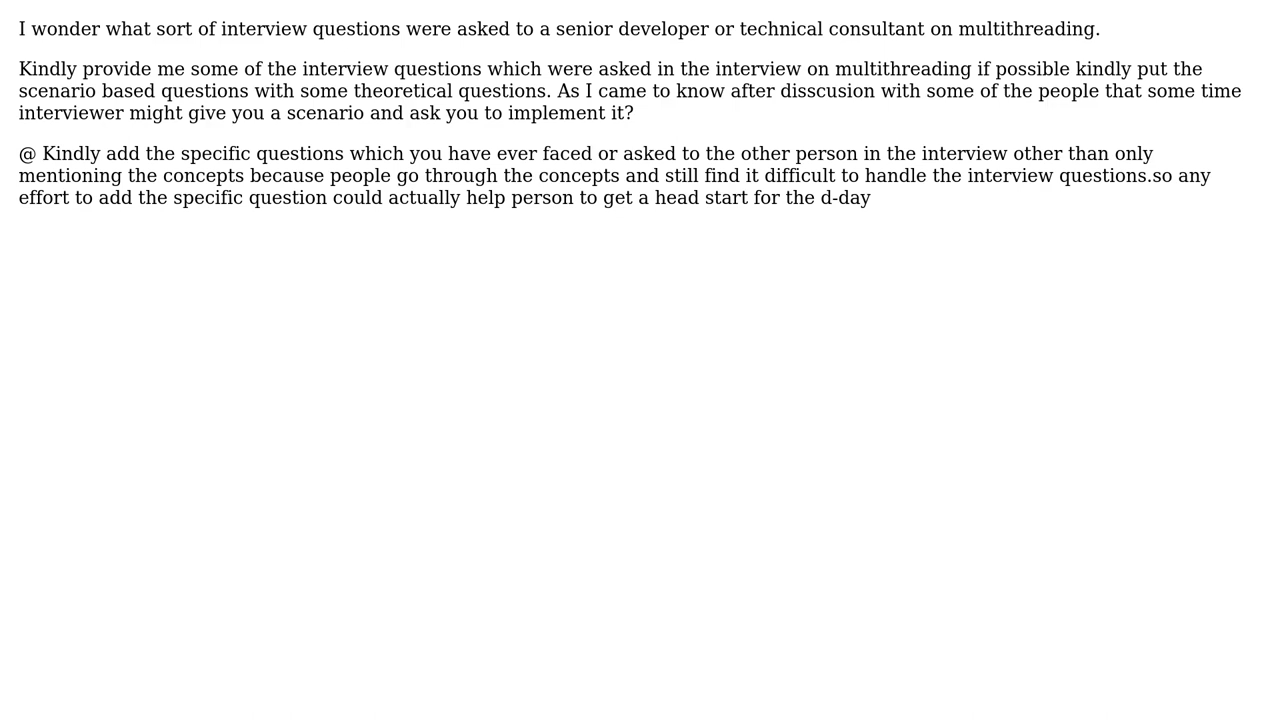 I wonder what sort of interview questions were asked to a senior developer or technical consultant on multithreading.
Kindly provide me some of the interview questions which were asked in the interview on multithreading if possible kindly put the
scenario based questions with some theoretical questions. As I came to know after disscusion with some of the people that some time
interviewer might give you a scenario and ask you to implement it?
@ Kindly add the specific questions which you have ever faced or asked to the other person in the interview other than only
mentioning the concepts because people go through the concepts and still find it difficult to handle the interview questions.so any
effort to add the specific question could actually help person to get a head start for the d-day